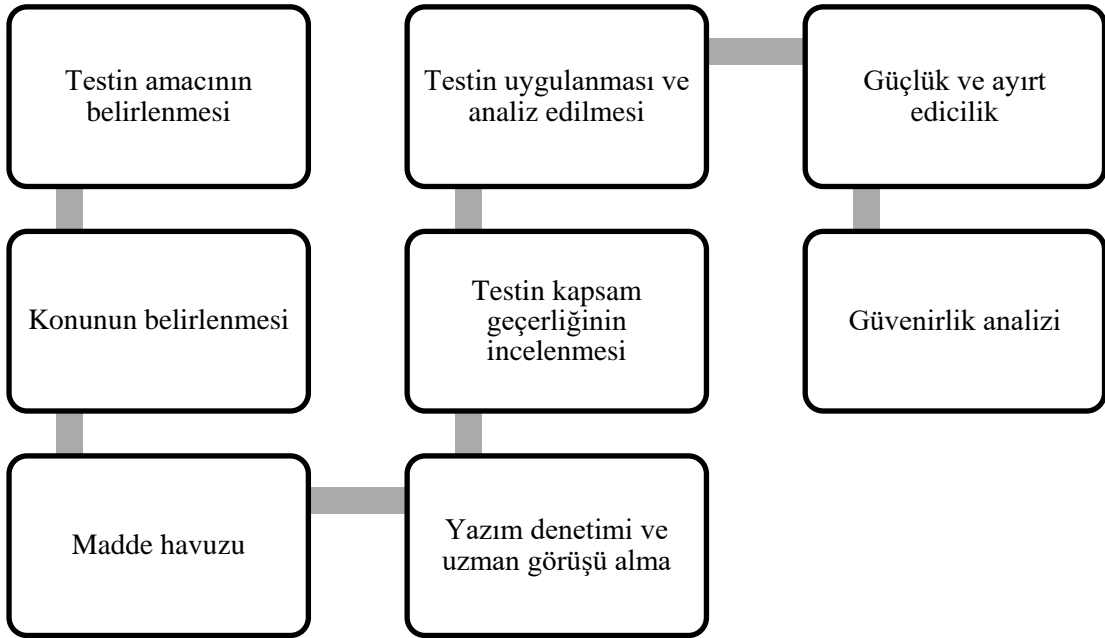 Testin amacının
belirlenmesi
Konunun belirlenmesi
Madde havuzu
Yazım denetimi ve
uzman görüşü alma
Testin kapsam
geçerliğinin
incelenmesi
Testin uygulanması ve
analiz edilmesi
Güçlük ve ayırt
edicilik
Güvenirlik analizi